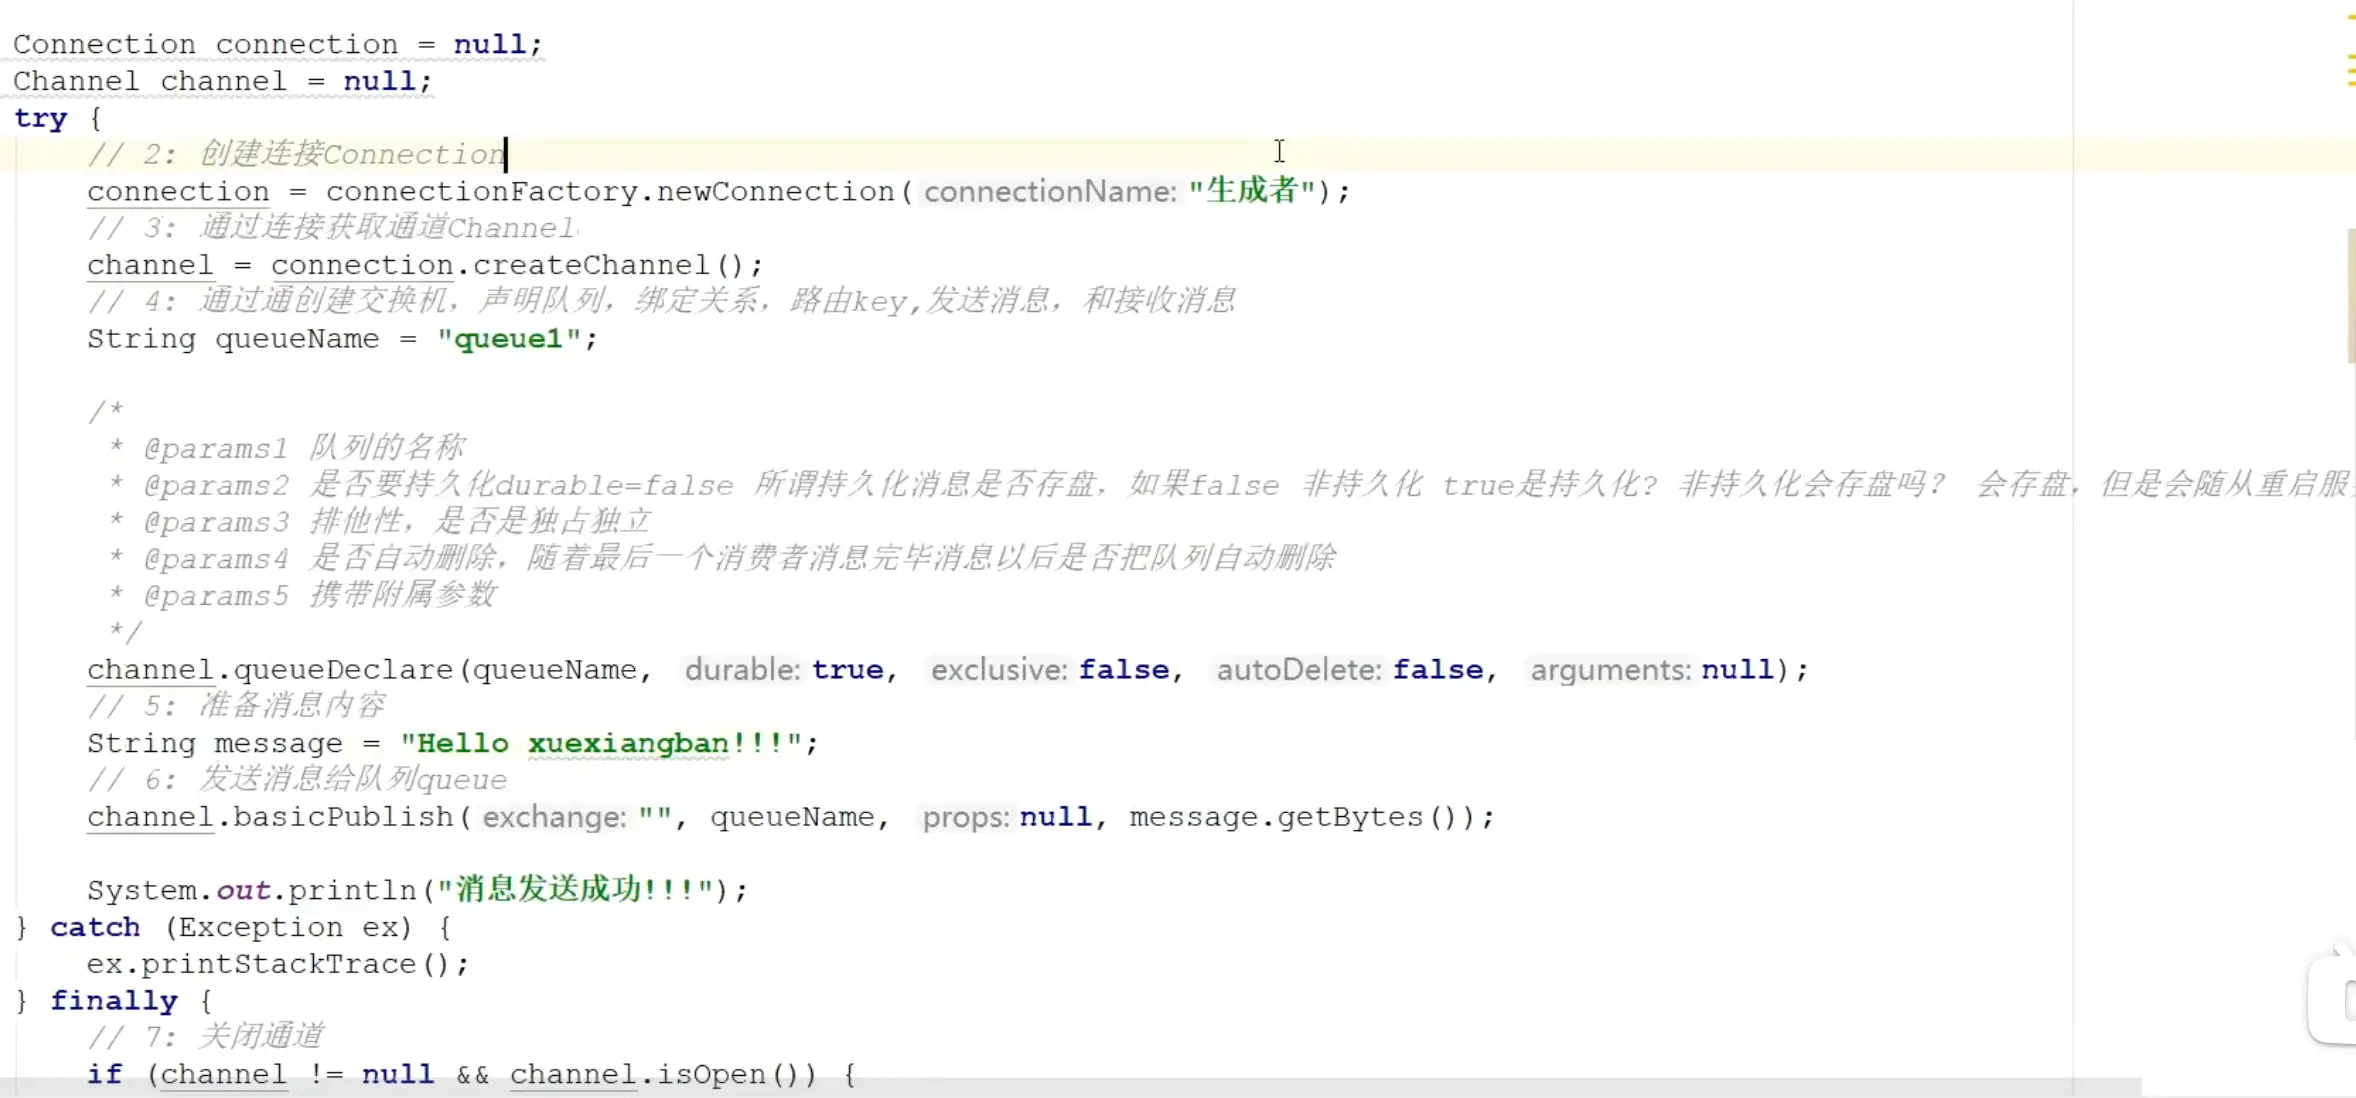 Connection connection = null;
Channel channel = null;
try {
// 2: 创建连接Connection
connection = connectionFactory.newConnection( connectionName: "生成者");
// 3: 通过连接获取通道Channel
channel = connection.createChannel();
// 4: 通过通创建交换机，声明队列，绑定关系，路由key,发送消息，和接收消息
String queueName = "queue1";
/*
* @params1 队列的名称
* @params2 是否要持久化durable=false 所谓持久化消息是否存盘，如果false 非持久化 true是持久化? 非持久化会存盘吗? 会存盘，但是会随从重启服
* @params3 排他性，是否是独占独立
* @params4 是否自动删除，随着最后一个消费者消息完毕消息以后是否把队列自动删除
* @params5 携带附属参数
*/
channel.queueDeclare(queueName, durable: true, exclusive: false, autoDelete: false, arguments: null);
// 5: 准备消息内容
String message = "Hello xuexiangban!!!";
// 6: 发送消息给队列queue
channel.basicPublish( exchange: "", queueName, props: null, message.getBytes());
System.out.println("消息发送成功!!!");
} catch (Exception ex) {
ex.printStackTrace();
} finally {
// 7: 关闭通道
if (channel != null && channel.isOpen()) {